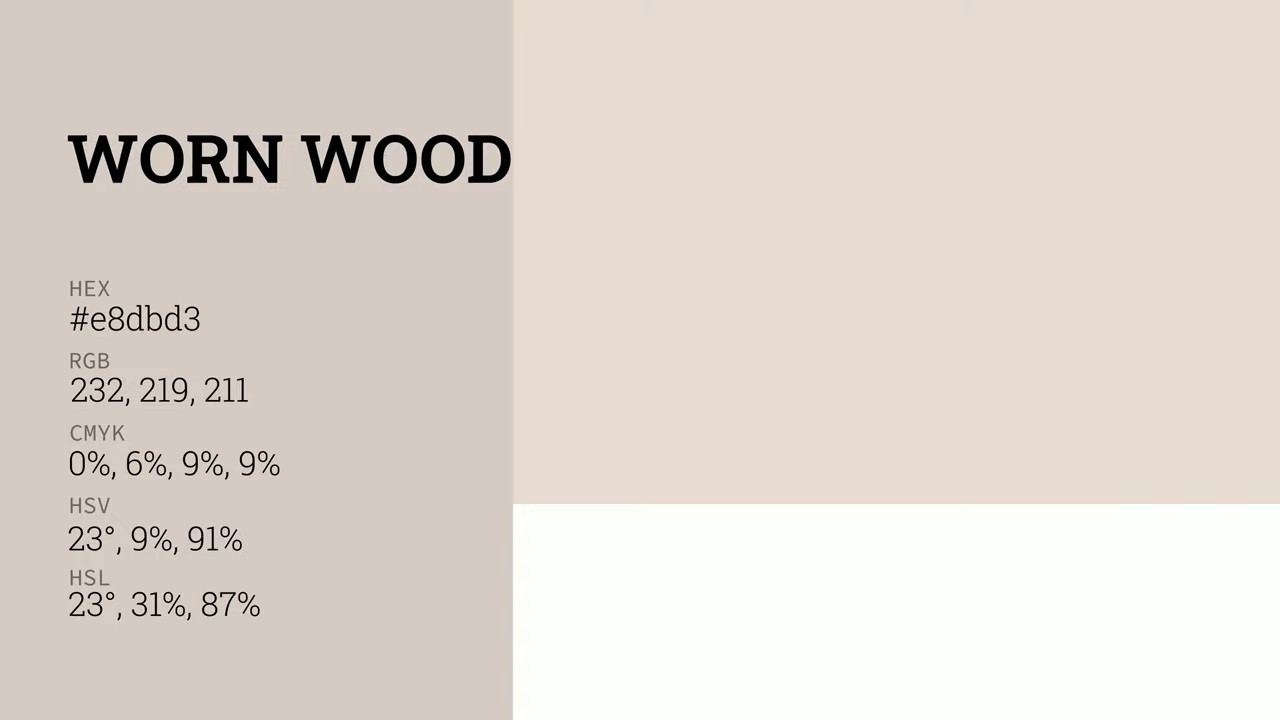 WORN WOOD
HEX
#e8dbd3
RGB
232, 219, 211
CMYK
0%, 6%, 9%, 9%
HSV
23°, 9%, 91%
HSL
23°, 31%, 87%